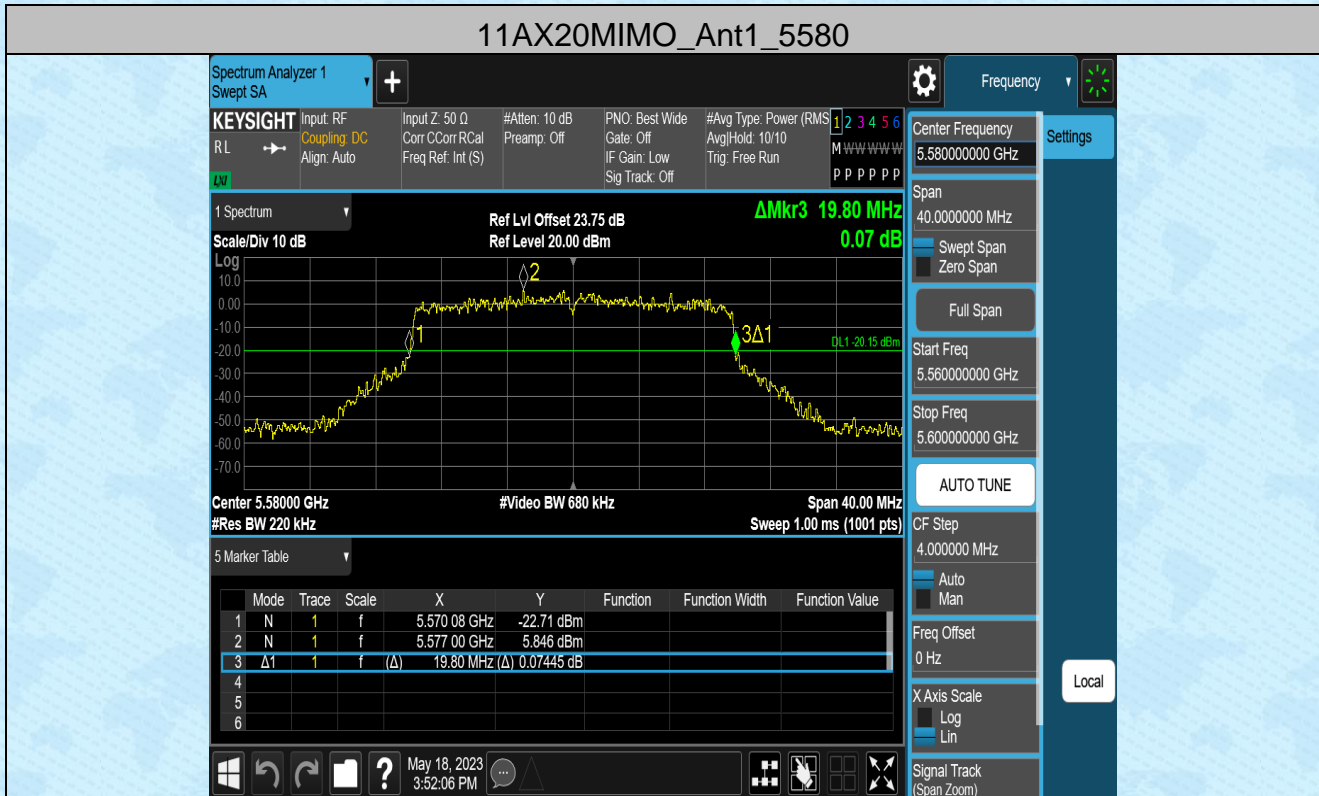 11AX20MIMO_Ant1_5580
Spectrum Analyzer 1
Swept SA
+
Frequency
KEYSIGHT
RL
LXI
Input: RF
Coupling: DC
Align: Auto
Input Z: 50 Ω
Corr CCorr RCal
Freq Ref: Int (S)
#Atten: 10 dB
Preamp: Off
PNO: Best Wide
Gate: Off
IF Gain: Low
Sig Track: Off
#Avg Type: Power (RMS
Avg|Hold: 10/10
Trig: Free Run
1 2 3 4 5 6
M W W W W W
P P P P P P
1 Spectrum
Scale/Div 10 dB
Ref Lvl Offset 23.75 dB
Ref Level 20.00 dBm
ΔMkr3 19.80 MHz
0.07 dB
Log
10.0
0.00
-10.0
-20.0
-30.0
-40.0
-50.0
-60.0
-70.0
1
2
3Δ1
DL1 -20.15 dBm
Center 5.58000 GHz
#Video BW 680 kHz
Span 40.00 MHz
#Res BW 220 kHz
Sweep 1.00 ms (1001 pts)
5 Marker Table
Mode Trace Scale X Y Function Function Width Function Value
1 N 1 f 5.570 08 GHz -22.71 dBm
2 N 1 f 5.577 00 GHz 5.846 dBm
3 Δ1 1 f (Δ) 19.80 MHz (Δ) 0.07445 dB
4
5
6
?
May 18, 2023
3:52:06 PM
Center Frequency
5.580000000 GHz
Span
40.0000000 MHz
Swept Span
Zero Span
Full Span
Start Freq
5.560000000 GHz
Stop Freq
5.600000000 GHz
AUTO TUNE
CF Step
4.000000 MHz
Auto
Man
Freq Offset
0 Hz
X Axis Scale
Log
Lin
Signal Track
(Span Zoom)
Settings
Local